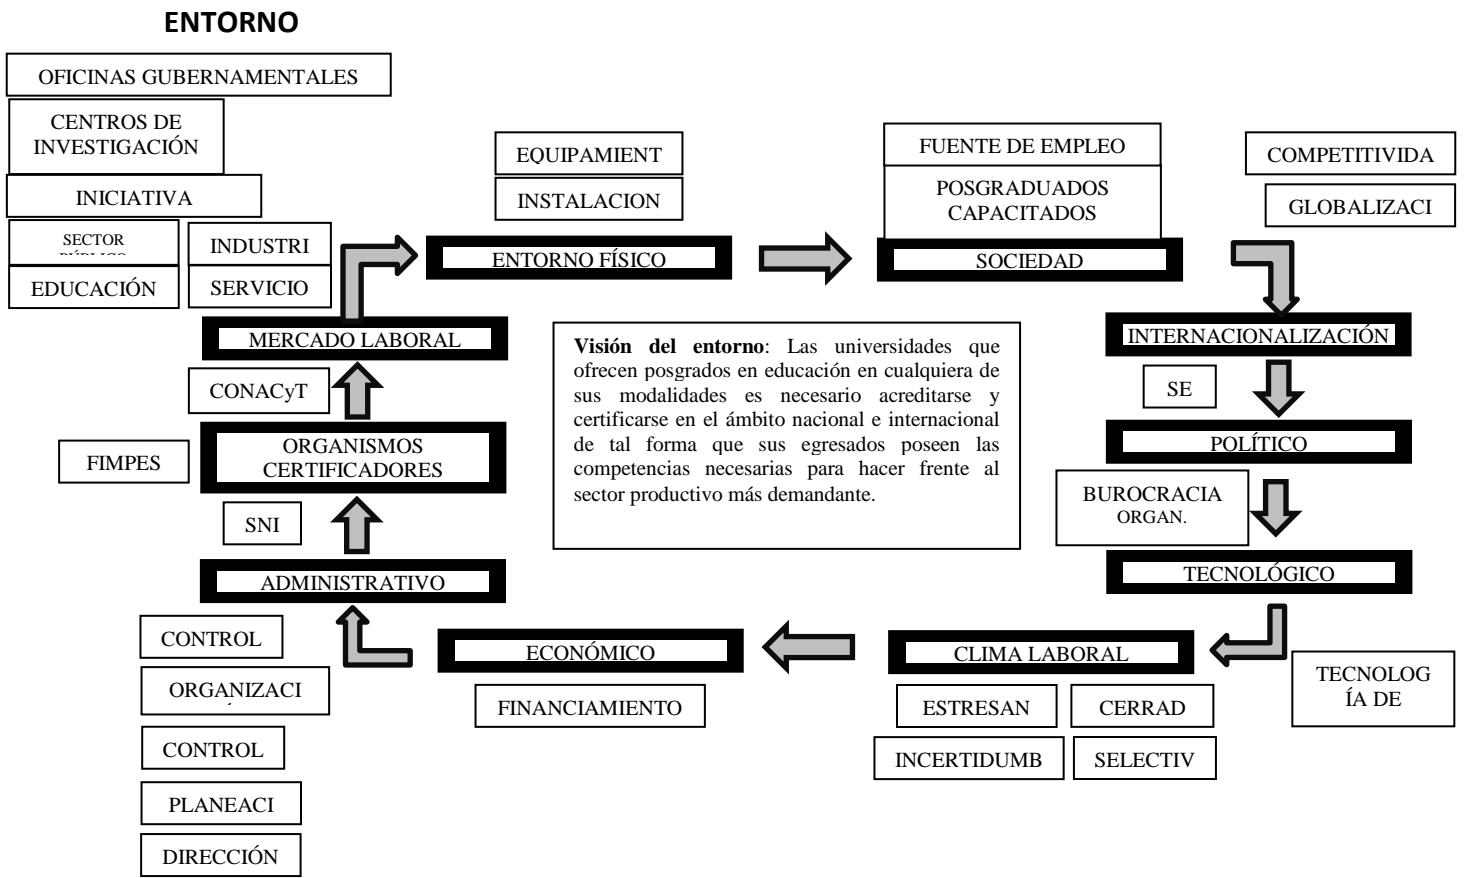 ENTORNO
OFICINAS GUBERNAMENTALES
CENTROS DE
INVESTIGACIÓN
INICIATIVA
SECTOR
INDUSTRI
EDUCACIÓN
SERVICIO
MERCADO LABORAL
EQUIPAMIENT
INSTALACION
ENTORNO FÍSICO
FUENTE DE EMPLEO
POSGRADUADOS
CAPACITADOS
SOCIEDAD
COMPETITIVIDA
GLOBALIZACI
INTERNACIONALIZACIÓN
SE
POLÍTICO
BUROCRACIA
ORGAN.
TECNOLÓGICO
TECNOLOG
ÍA DE
CLIMA LABORAL
ESTRESAN
CERRAD
INCERTIDUMB
SELECTIV
ECONÓMICO
FINANCIAMIENTO
ADMINISTRATIVO
CONTROL
ORGANIZACI
CONTROL
PLANEACI
DIRECCIÓN
SNI
ORGANISMOS
CERTIFICADORES
FIMPES
CONACyT
Visión del entorno: Las universidades que
ofrecen posgrados en educación en cualquiera de
sus modalidades es necesario acreditarse y
certificarse en el ámbito nacional e internacional
de tal forma que sus egresados poseen las
competencias necesarias para hacer frente al
sector productivo más demandante.